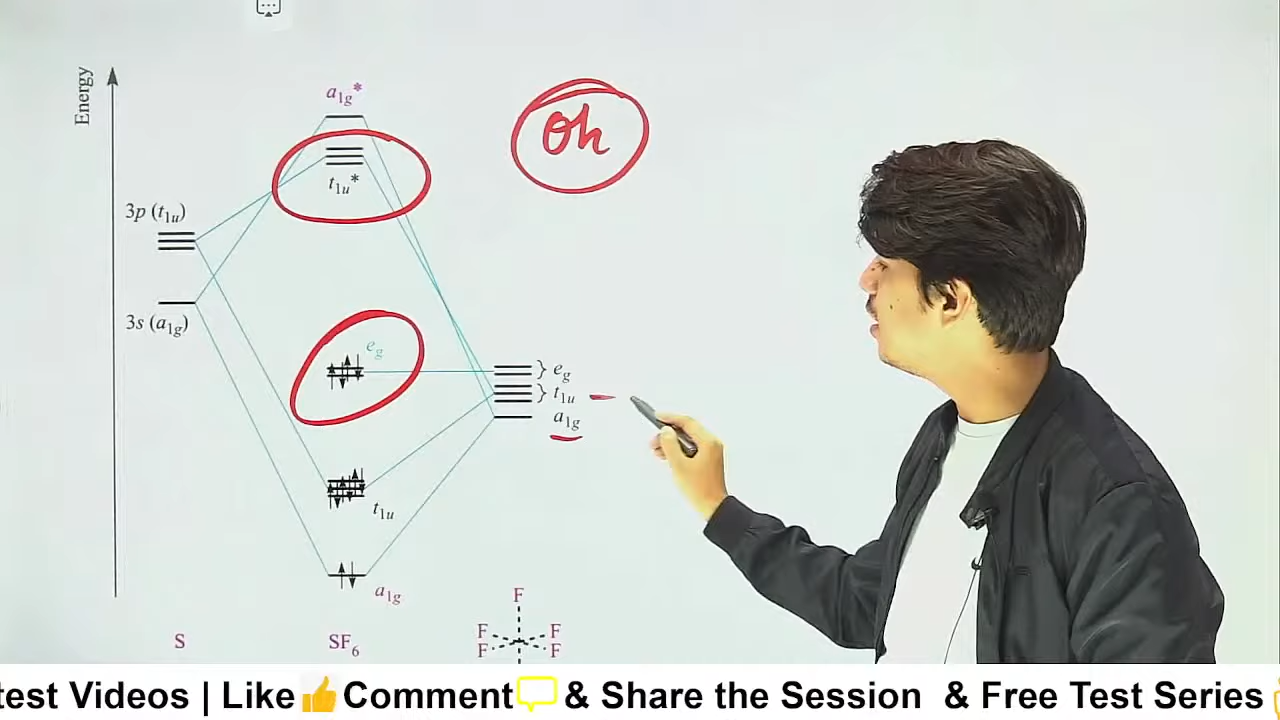 Energy
a1g*
t1u*
Oh
3p (t1u)
3s (a1g)
eg
} eg
} t1u
a1g
t1u
a1g
S
SF6
F
F
F
F
F
test Videos | Like 👍 Comment 💬 & Share the Session & Free Test Series